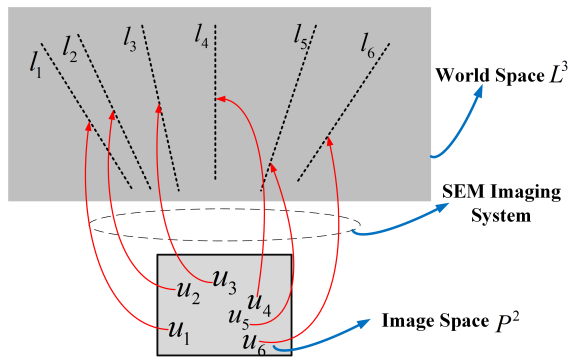 l₁
l₂
l₃
l₄
l₅
l₆
World Space L³
SEM Imaging
System
u₁
u₂
u₃
u₄
u₅
u₆
Image Space P²